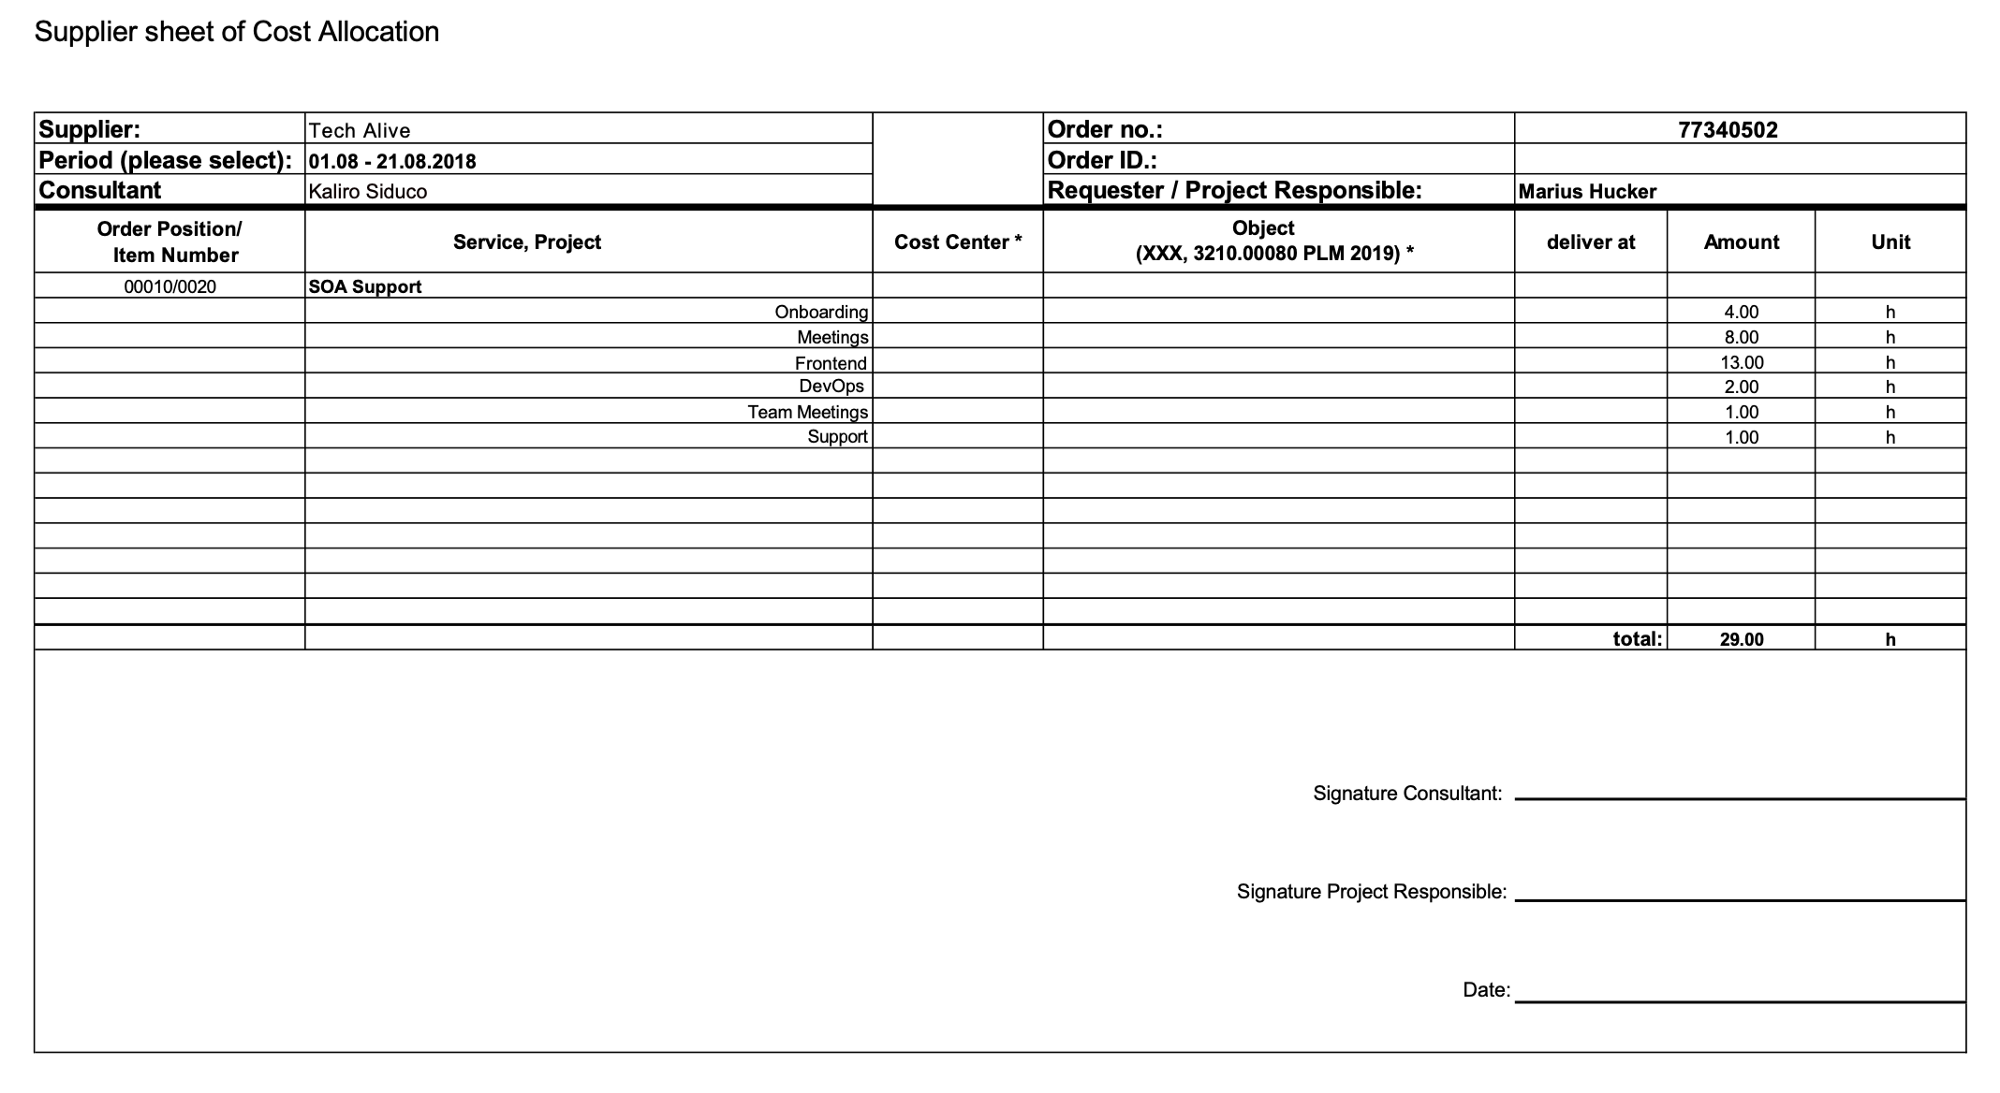 Supplier sheet of Cost Allocation
Supplier: Tech Alive Order no.: 77340502
Period (please select): 01.08 - 21.08.2018 Order ID.:
Consultant Kaliro Siduco Requester / Project Responsible: Marius Hucker
Order Position/ Item Number Service, Project Cost Center * Object (XXX, 3210.00080 PLM 2019) * deliver at Amount Unit
00010/0020 SOA Support
Onboarding 4.00 h
Meetings 8.00 h
Frontend 13.00 h
DevOps 2.00 h
Team Meetings 1.00 h
Support 1.00 h
total: 29.00 h
Signature Consultant:
Signature Project Responsible:
Date: